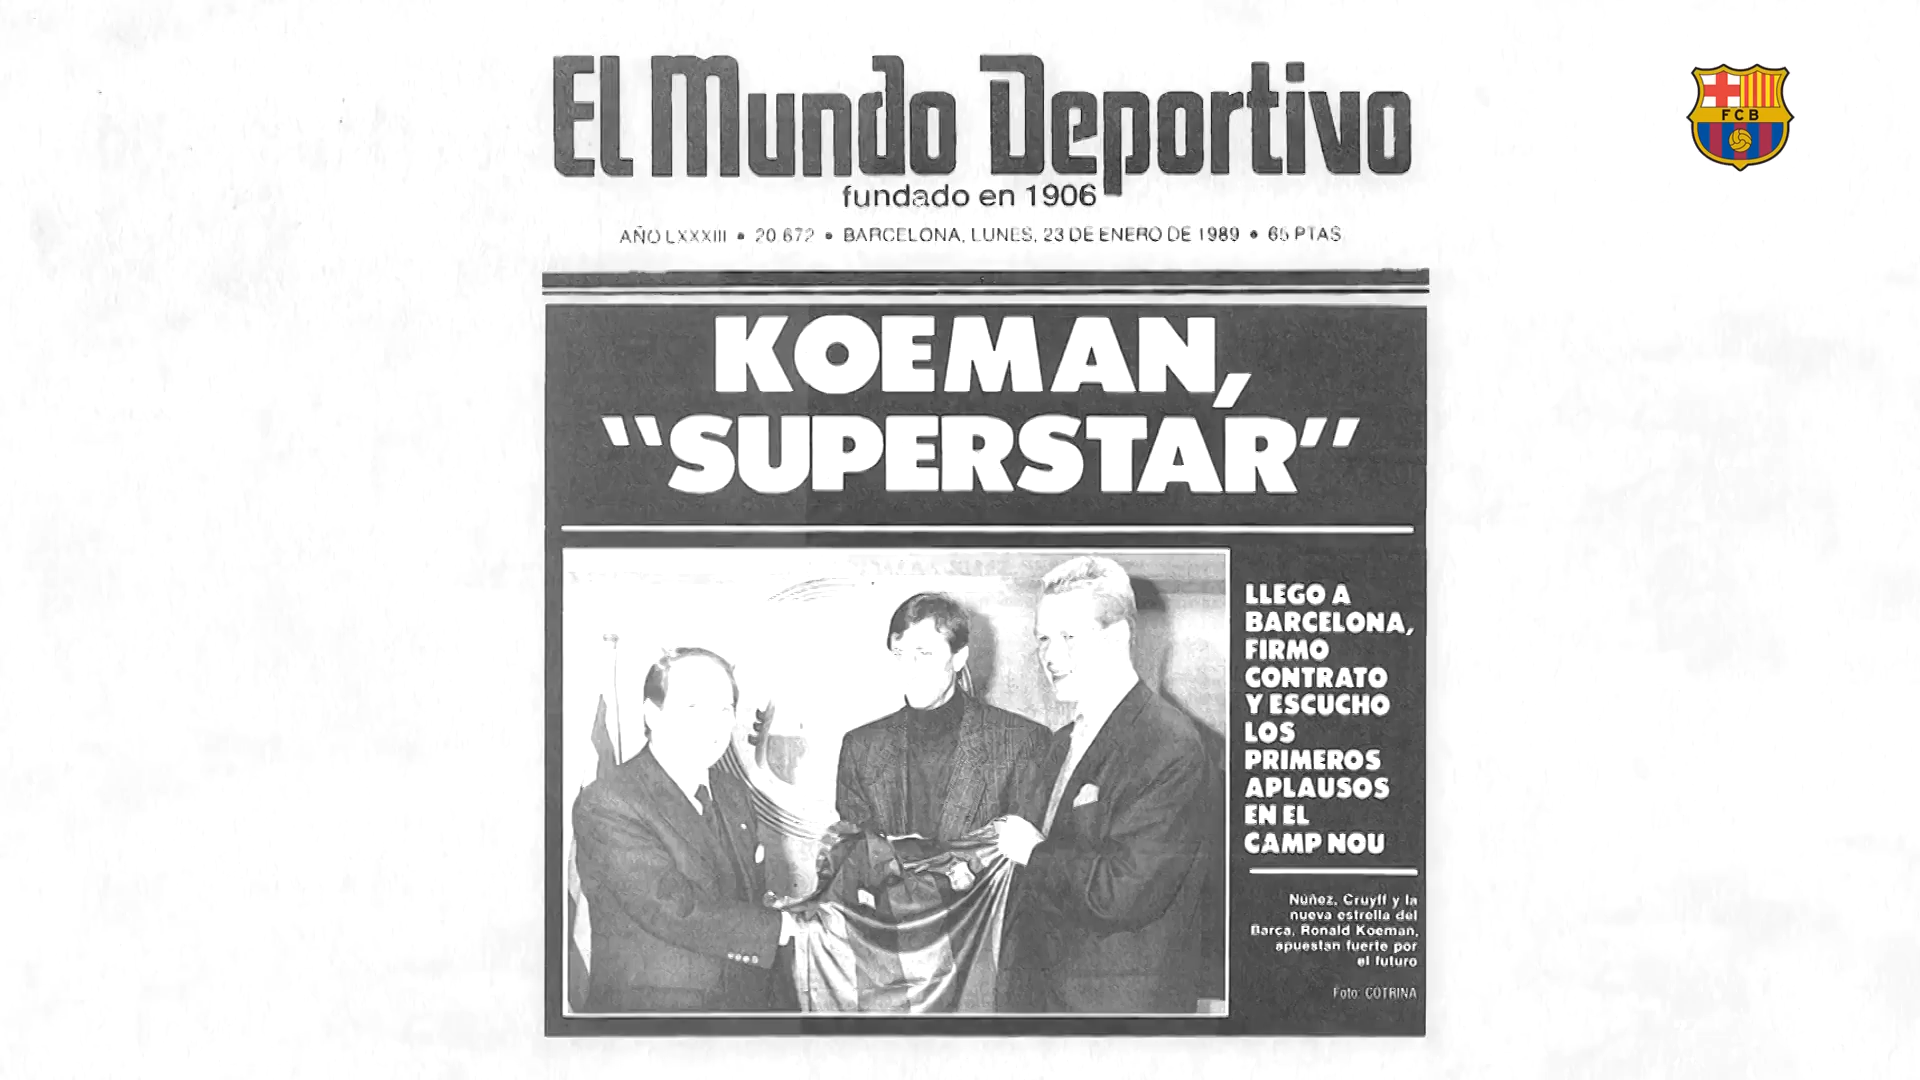 El Mundo Deportivo
fundado en 1906
AÑO LXXXIII • 20.672 • BARCELONA, LUNES, 23 DE ENERO DE 1989 • 65 PTAS.
KOEMAN,
"SUPERSTAR"
LLEGO A
BARCELONA,
FIRMO
CONTRATO
Y ESCUCHO
LOS
PRIMEROS
APLAUSOS
EN EL
CAMP NOU
Núñez, Cruyff y la
nueva estrella del
Barça, Ronald Koeman,
apuestan fuerte por
el futuro
Foto: COTRINA
FCB